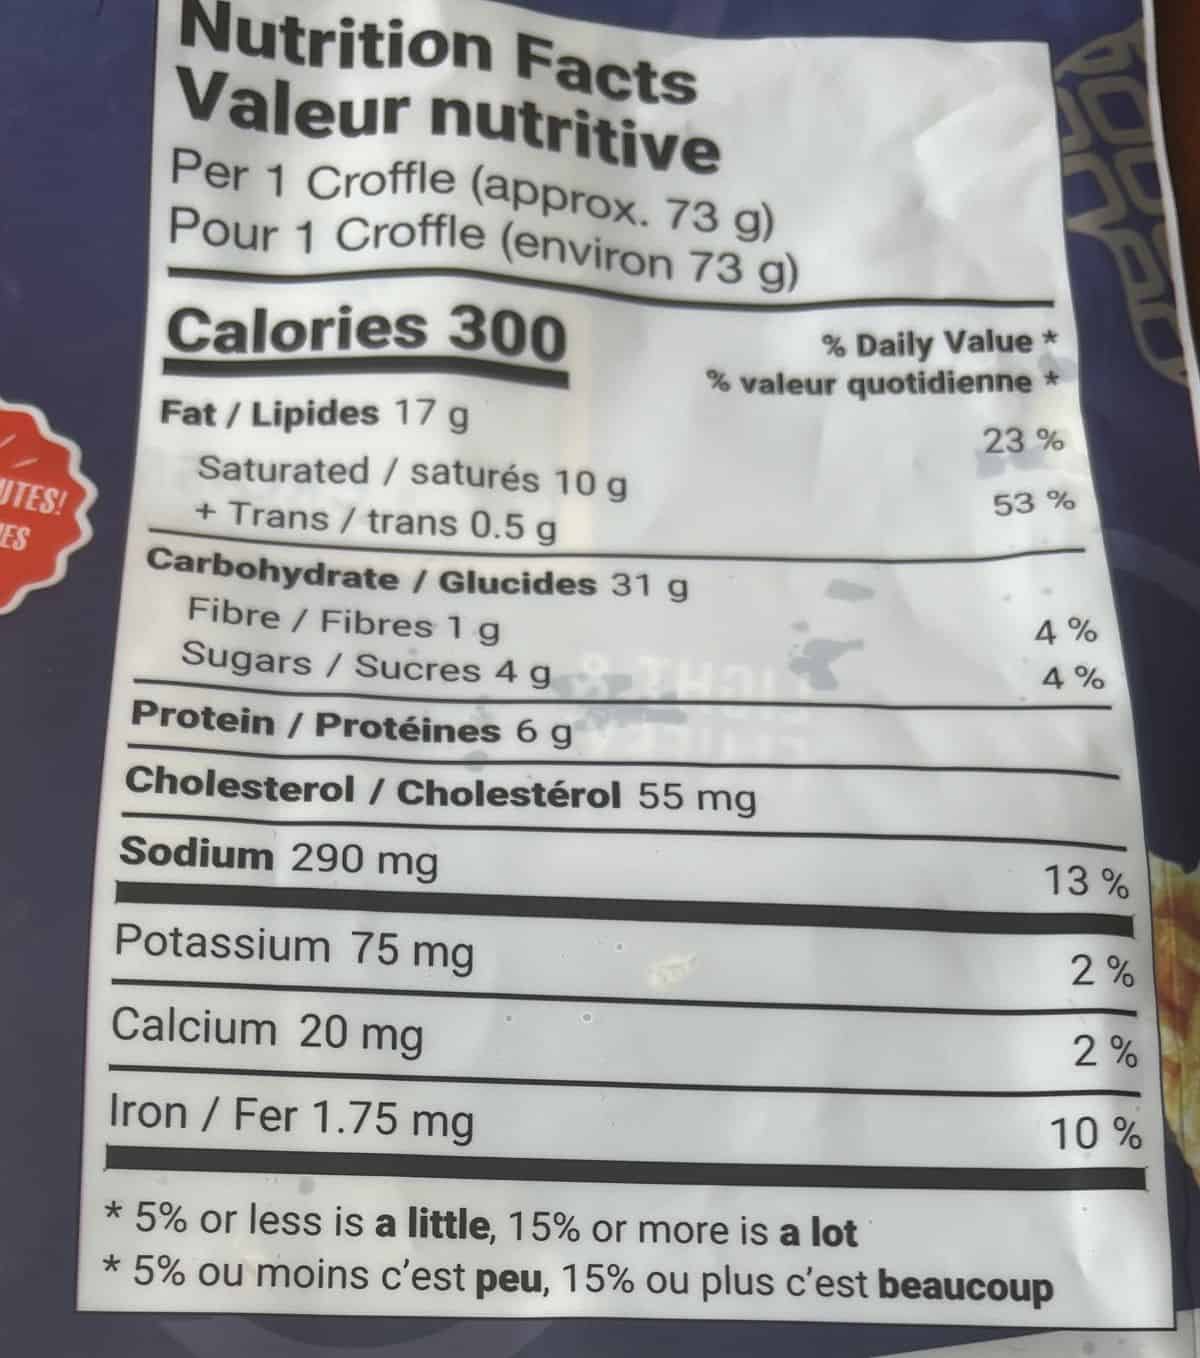 Nutrition Facts
Valeur nutritive
Per 1 Croffle (approx. 73 g)
Pour 1 Croffle (environ 73 g)
Calories 300
% Daily Value *
% valeur quotidienne *
Fat / Lipides 17 g 23 %
Saturated / saturés 10 g
+ Trans / trans 0.5 g 53 %
Carbohydrate / Glucides 31 g
Fibre / Fibres 1 g 4 %
Sugars / Sucres 4 g 4 %
Protein / Protéines 6 g
Cholesterol / Cholestérol 55 mg
Sodium 290 mg 13 %
Potassium 75 mg 2 %
Calcium 20 mg 2 %
Iron / Fer 1.75 mg 10 %
* 5% or less is a little, 15% or more is a lot
* 5% ou moins c'est peu, 15% ou plus c'est beaucoup